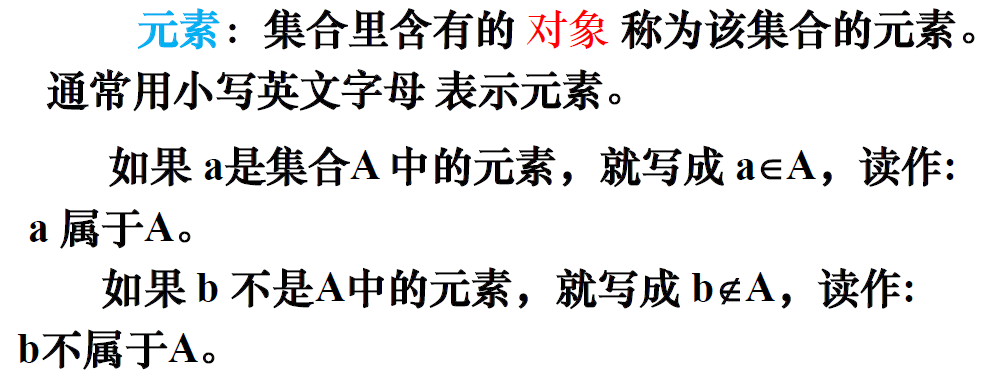 元素：集合里含有的 对象 称为该集合的元素。
通常用小写英文字母 表示元素。
如果 a是集合A 中的元素，就写成 a∈A，读作:
a 属于A。
如果 b 不是A中的元素，就写成 b∉A，读作:
b不属于A。